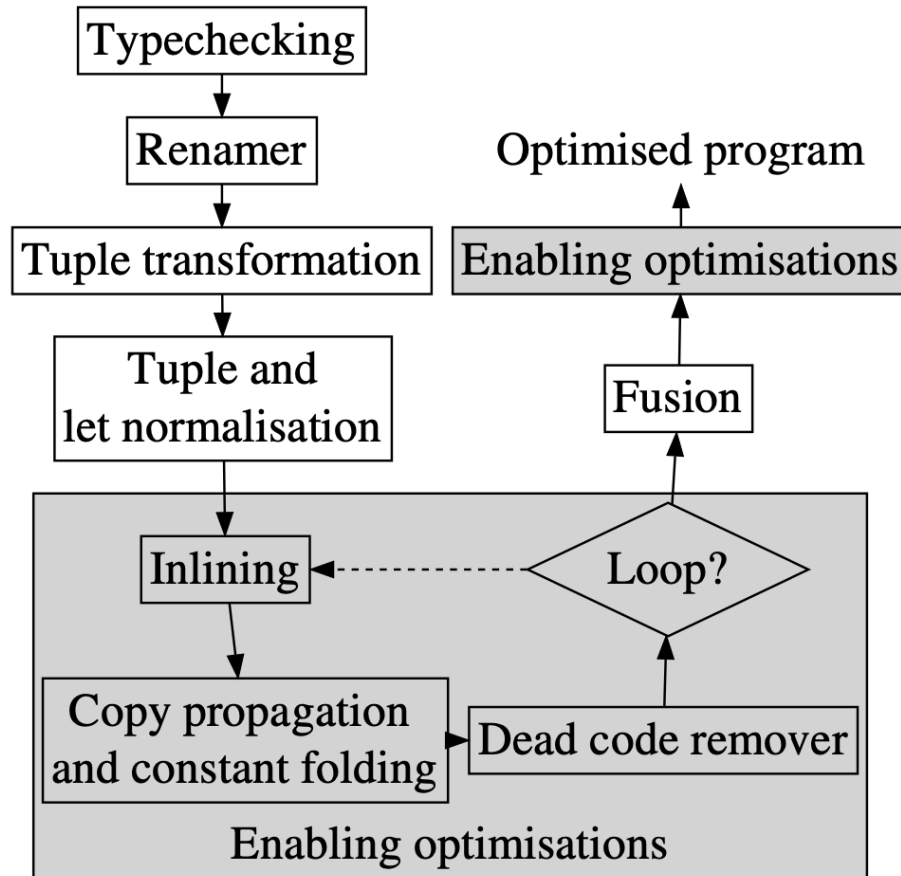 Typechecking
Renamer
Tuple transformation
Tuple and
let normalisation
Inlining
Copy propagation
and constant folding
Dead code remover
Loop?
Enabling optimisations
Fusion
Enabling optimisations
Optimised program